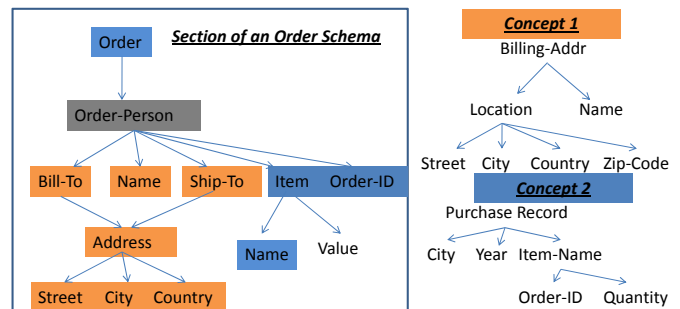 Section of an Order Schema
Order
Order-Person
Bill-To Name Ship-To Item Order-ID
Address
Name Value
Street City Country
Concept 1
Billing-Addr
Location Name
Street City Country Zip-Code
Concept 2
Purchase Record
City Year Item-Name
Order-ID Quantity